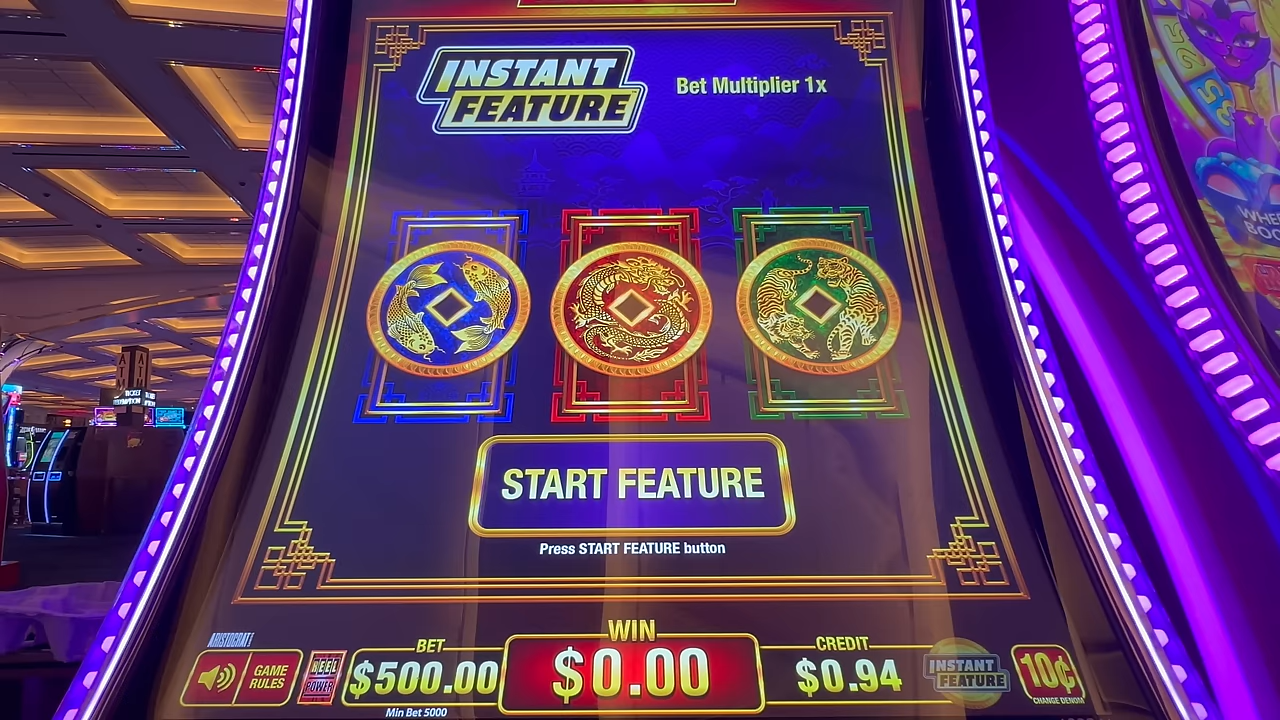 INSTANT
FEATURE
Bet Multiplier 1x
START FEATURE
Press START FEATURE button
ARISTOCRAT
GAME
RULES
REEL
POWER
BET
$500.00
Min Bet 5000
WIN
$0.00
CREDIT
$0.94
INSTANT
FEATURE
10¢
CHANGE DENOM